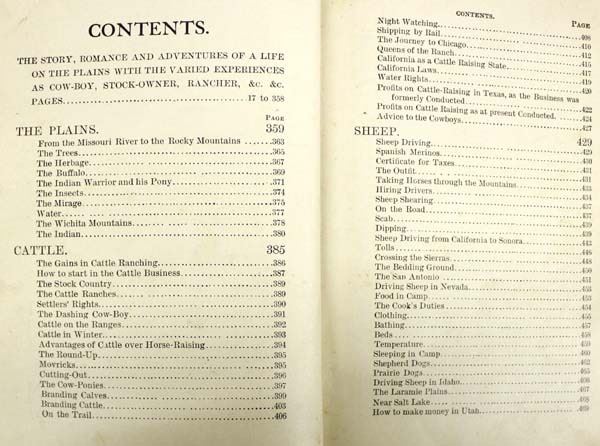 CONTENTS.
THE STORY, ROMANCE AND ADVENTURES OF A LIFE
ON THE PLAINS WITH THE VARIED EXPERIENCES
AS COW-BOY, STOCK-OWNER, RANCHER, &c. &c.
PAGES 17 to 358
PAGE
THE PLAINS. 359
From the Missouri River to the Rocky Mountains 363
The Trees 365
The Herbage 367
The Buffalo 369
The Indian Warrior and his Pony 371
The Insects 374
The Mirage 375
Water 377
The Wichita Mountains 378
The Indian 380
CATTLE. 385
The Gains in Cattle Ranching 386
How to start in the Cattle Business 387
The Stock Country 389
The Cattle Ranches 389
Settlers' Rights 390
The Dashing Cow-Boy 391
Cattle on the Ranges 392
Cattle in Winter 393
Advantages of Cattle over Horse-Raising 394
The Round-Up 395
Movricks 395
Cutting-Out 396
The Cow-Ponies 397
Branding Calves 399
Branding Cattle 403
On the Trail 406
CONTENTS.
PAGE
Night Watching 408
Shipping by Rail 410
The Journey to Chicago 412
Queens of the Ranch 415
California as a Cattle Raising State 417
California Laws 419
Water Rights 420
Profits on Cattle-Raising in Texas, as the Business was
formerly Conducted 422
Profits on Cattle Raising as at present Conducted 424
Advice to the Cowboys 427
SHEEP. 429
Sheep Driving 429
Spanish Merinos 429
Certificate for Taxes 430
The Outfit 431
Taking Horses through the Mountains 431
Hiring Drivers 434
Sheep Shearing 437
On the Road 437
Scab 439
Dipping 439
Sheep Driving from California to Sonora 443
Tolls 446
Crossing the Sierras 448
The Bedding Ground 450
The San Antonio 451
Driving Sheep in Nevada 451
Food in Camp 453
The Cook's Duties 454
Clothing 455
Bathing 457
Beds 458
Temperature 459
Sleeping in Camp 460
Shepherd Dogs 462
Prairie Dogs 465
Driving Sheep in Idaho 466
The Laramie Plains 467
Near Salt Lake 468
How to make money in Utah 469